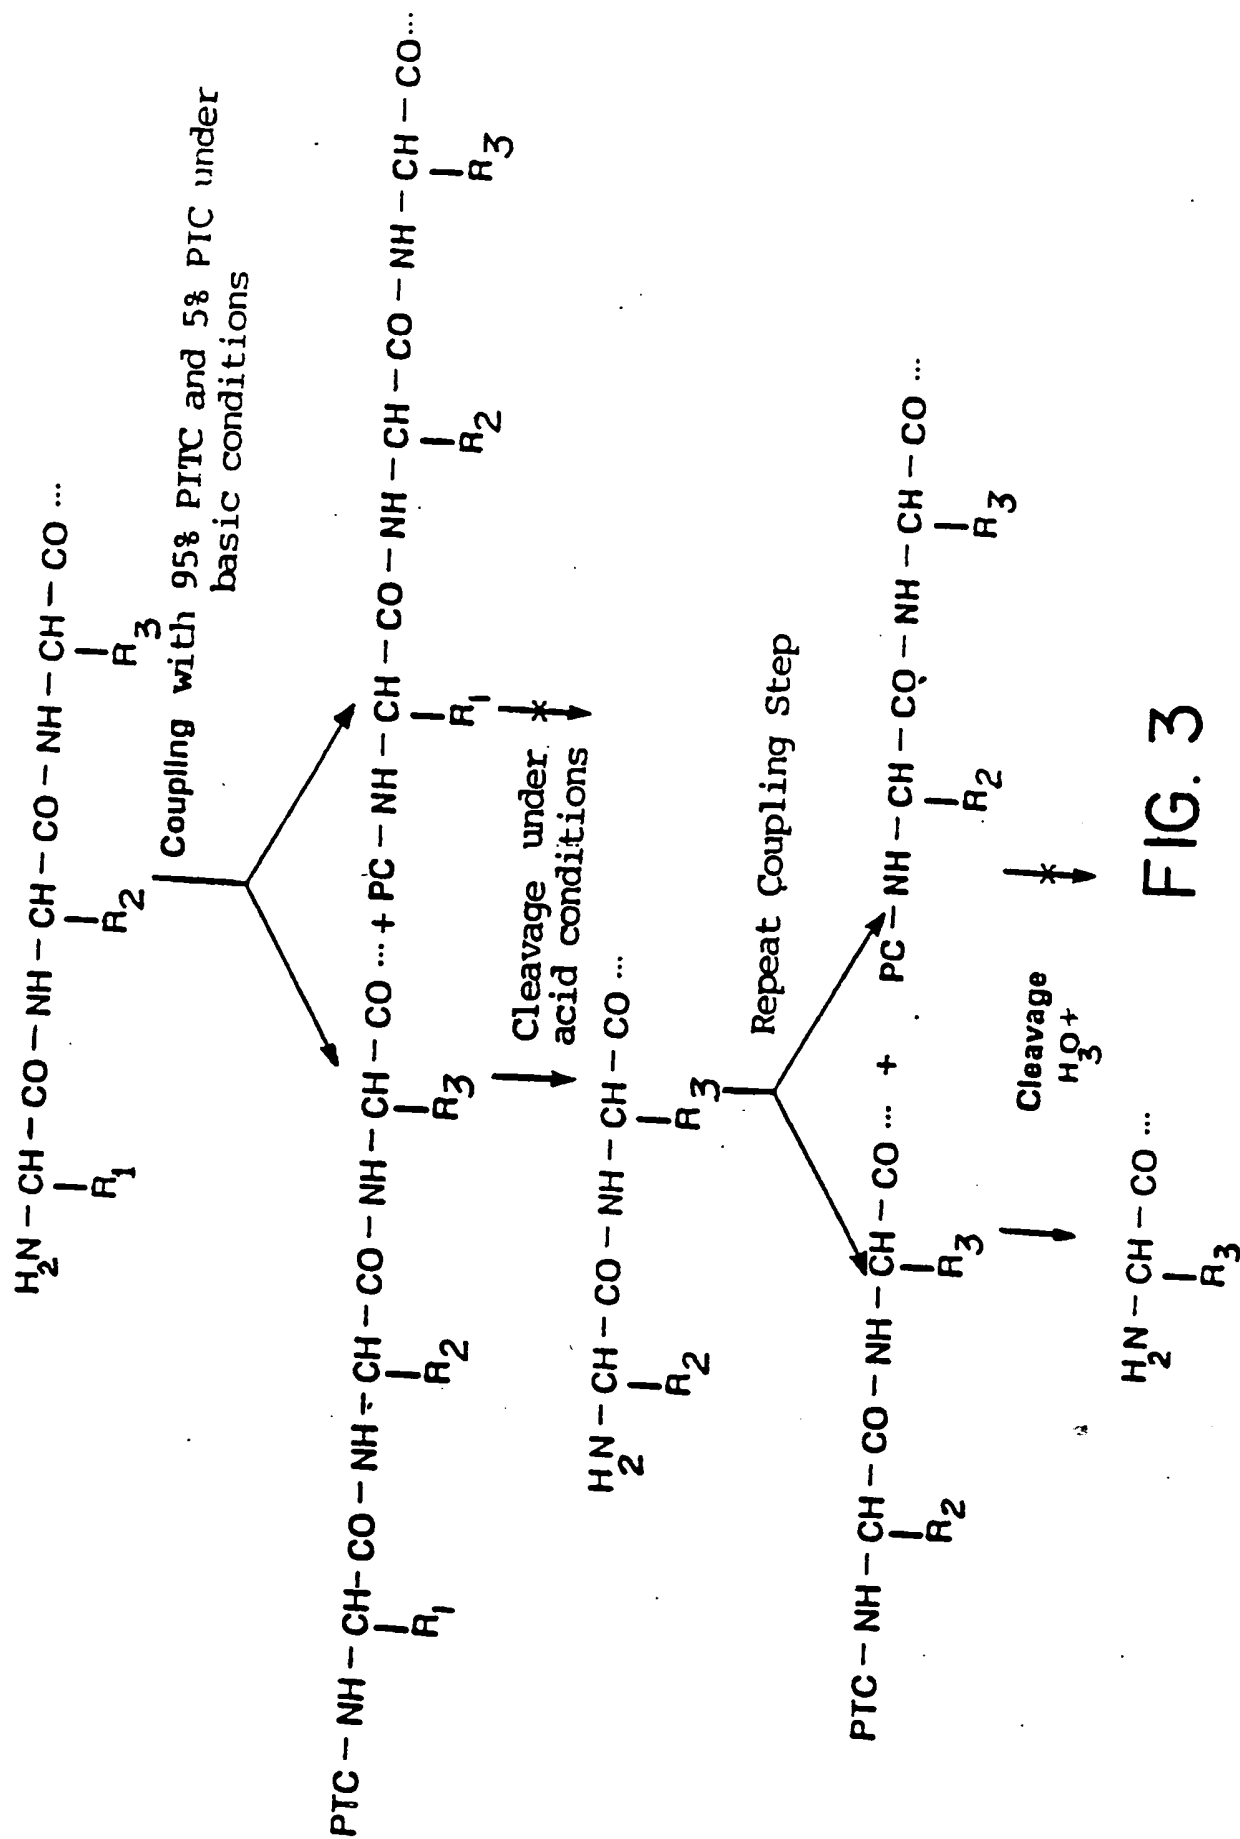 H2N–CH–CO–NH–CH–CO–NH–CH–CO...
R1
R2
R3
Coupling with 95% PITC and 5% PIC under
basic conditions
PTC–NH–CH–CO–NH–CH–CO–NH–CH–CO...+PC–NH–CH–CO–NH–CH–CO–NH–CH–CO...
R1
R2
R3
R1
R2
R3
Cleavage under
acid conditions
H2N–CH–CO–NH–CH–CO...
R2
R3
Repeat Coupling Step
PTC–NH–CH–CO–NH–CH–CO... + PC–NH–CH–CO–NH–CH–CO...
R2
R3
R2
R3
Cleavage
H3O+
H2N–CH–CO...
R3
FIG. 3